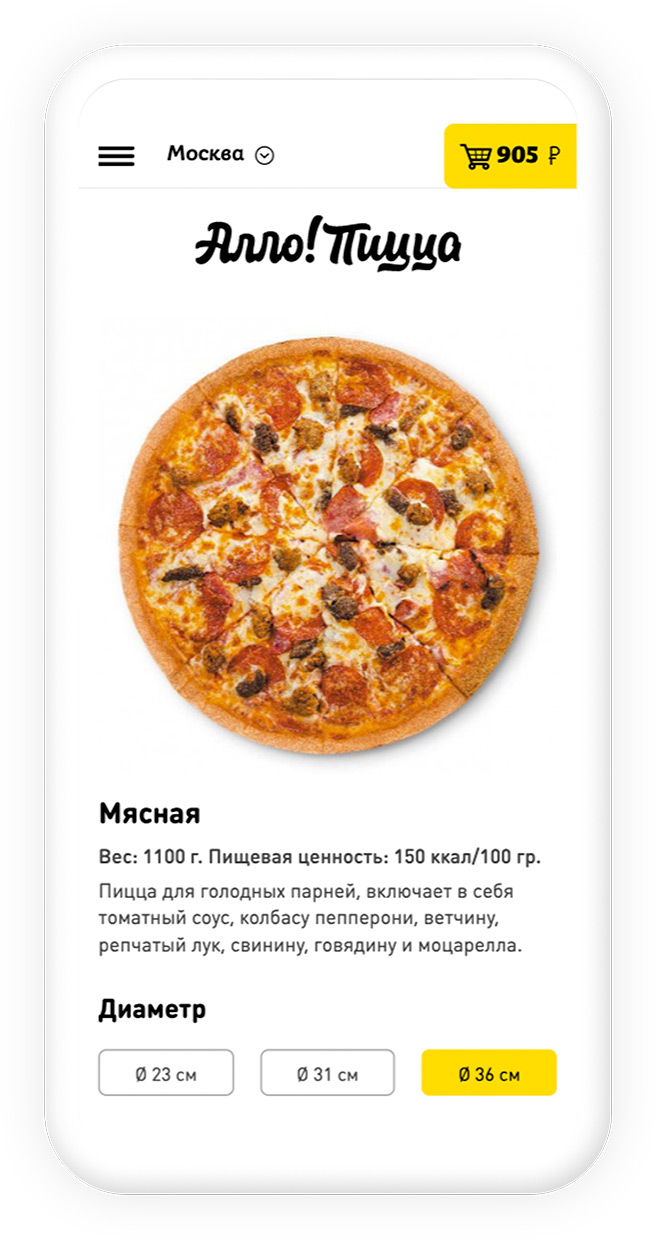 Москва
905 ₽
Алло! Пицца
Мясная
Вес: 1100 г. Пищевая ценность: 150 ккал/100 гр.
Пицца для голодных парней, включает в себя
томатный соус, колбасу пепперони, ветчину,
репчатый лук, свинину, говядину и моцарелла.
Диаметр
Ø 23 см
Ø 31 см
Ø 36 см